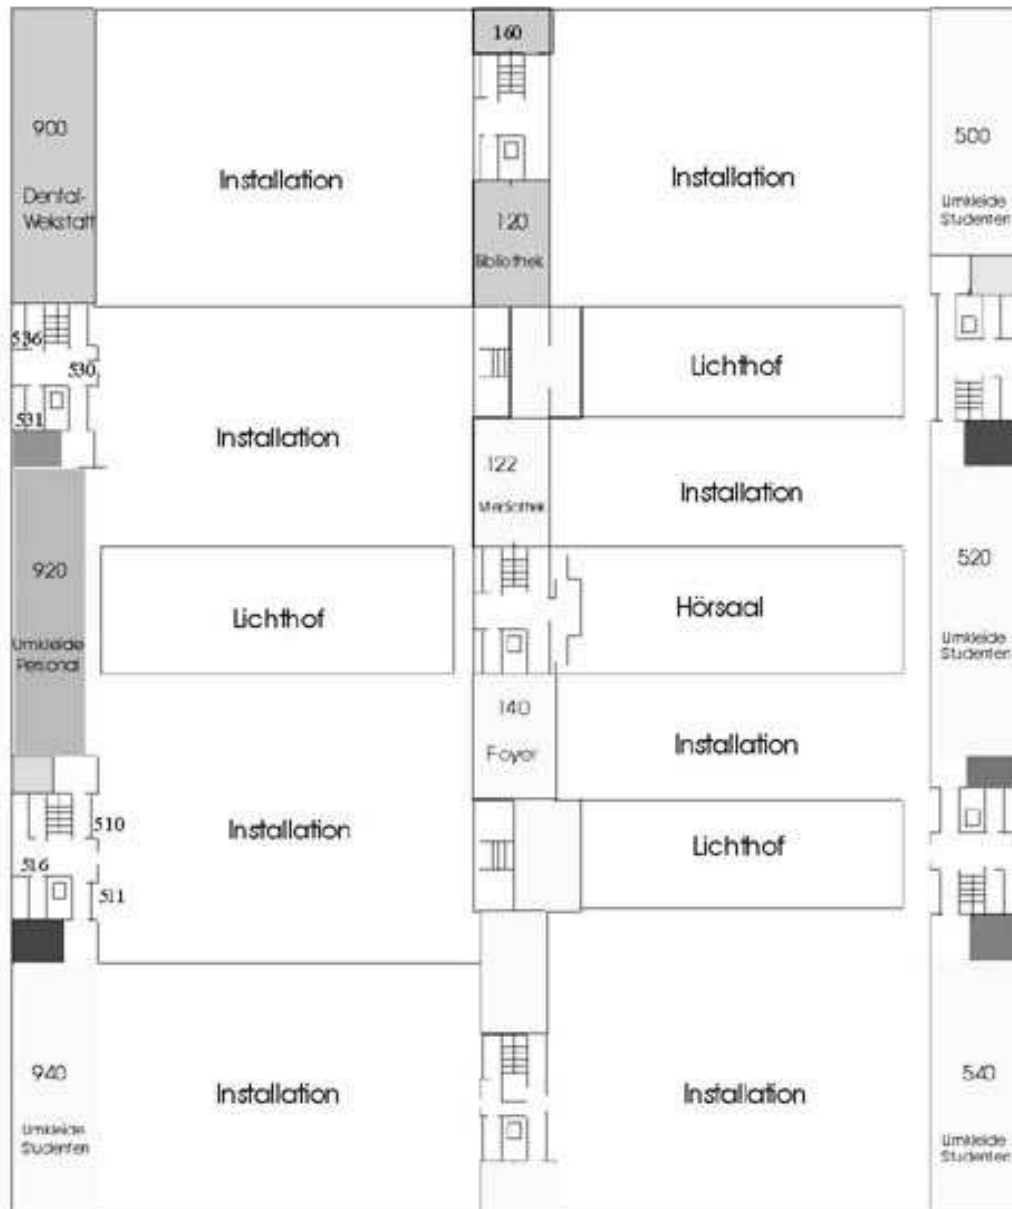 160
900
Dental-
Wekstatt
Installation
120
Bibliothek
Installation
500
Umkleide
Studenten
536
530
531
Installation
Lichthof
122
Mediathek
Installation
920
Umkleide
Personal
Lichthof
Hörsaal
520
Umkleide
Studenten
140
Foyer
Installation
510
516
511
Installation
Lichthof
940
Umkleide
Studenten
Installation
Installation
540
Umkleide
Studenten